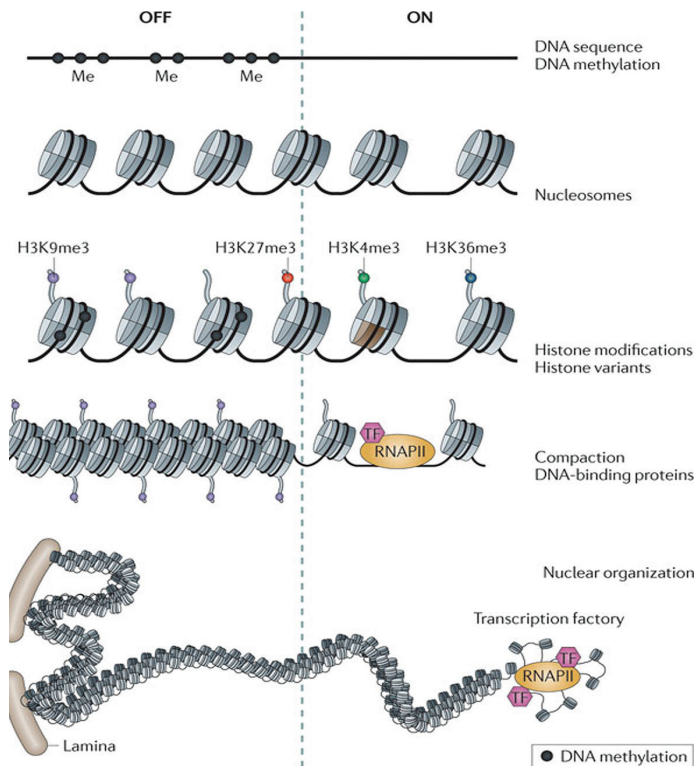 OFF
ON
DNA sequence
DNA methylation
Me
Me
Me
Nucleosomes
H3K9me3
H3K27me3
H3K4me3
H3K36me3
Histone modifications
Histone variants
TF
RNAPII
Compaction
DNA-binding proteins
Nuclear organization
Transcription factory
TF
RNAPII
TF
Lamina
DNA methylation